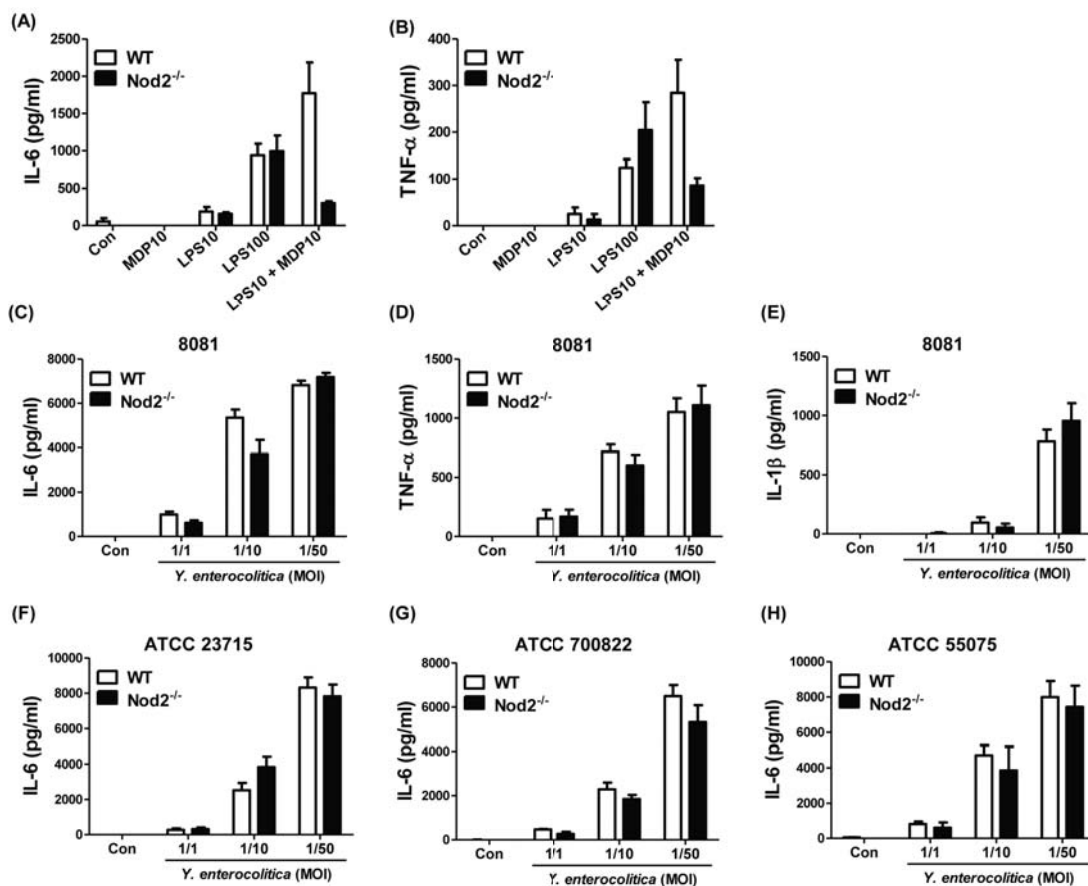 (A)
2500
2000
1500
1000
500
0
IL-6 (pg/ml)
WT
Nod2-/-
Con
MDP10
LPS10
LPS100
LPS10 + MDP10
(B)
400
300
200
100
0
TNF-α (pg/ml)
WT
Nod2-/-
Con
MDP10
LPS10
LPS100
LPS10 + MDP10
(C)
8081
8000
6000
4000
2000
0
IL-6 (pg/ml)
WT
Nod2-/-
Con
1/1
1/10
1/50
Y. enterocolitica (MOI)
(D)
8081
1500
1000
500
0
TNF-α (pg/ml)
WT
Nod2-/-
Con
1/1
1/10
1/50
Y. enterocolitica (MOI)
(E)
8081
1500
1000
500
0
IL-1β (pg/ml)
WT
Nod2-/-
Con
1/1
1/10
1/50
Y. enterocolitica (MOI)
(F)
ATCC 23715
10000
8000
6000
4000
2000
0
IL-6 (pg/ml)
WT
Nod2-/-
Con
1/1
1/10
1/50
Y. enterocolitica (MOI)
(G)
ATCC 700822
8000
6000
4000
2000
0
IL-6 (pg/ml)
WT
Nod2-/-
Con
1/1
1/10
1/50
Y. enterocolitica (MOI)
(H)
ATCC 55075
10000
8000
6000
4000
2000
0
IL-6 (pg/ml)
WT
Nod2-/-
Con
1/1
1/10
1/50
Y. enterocolitica (MOI)